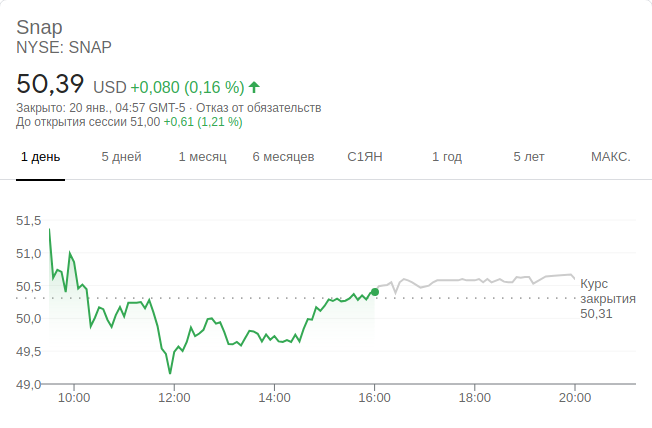 Snap
NYSE: SNAP
50,39 USD +0,080 (0,16 %)
Закрыто: 20 янв., 04:57 GMT-5 · Отказ от обязательств
До открытия сессии 51,00 +0,61 (1,21 %)
1 день 5 дней 1 месяц 6 месяцев С1ЯН 1 год 5 лет МАКС.
51,5
51,0
50,5
50,0
49,5
49,0
Курс
закрытия
50,31
10:00 12:00 14:00 16:00 18:00 20:00